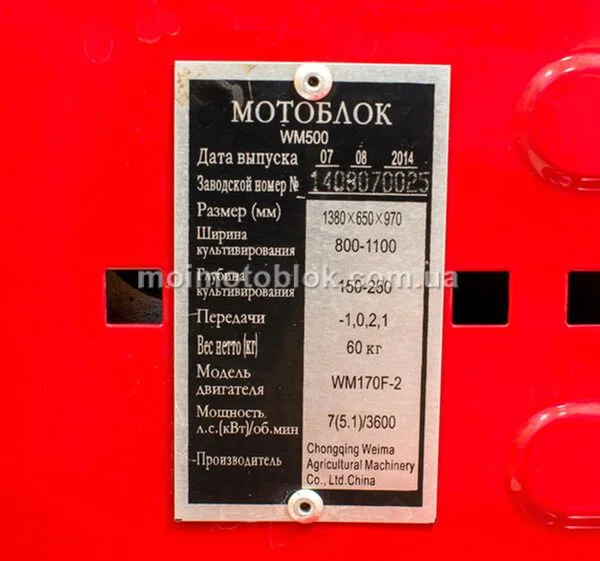 МОТОБЛОК
WM500
Дата выпуска 07 08 2014
Заводской номер № 1408070025
Размер (мм) 1380×650×970
Ширина
культивирования 800-1100
moimotoblok.com.ua
Глубина
культивирования 150-250
Передачи -1,0,2,1
Вес нетто (кг) 60 кг
Модель
двигателя WM170F-2
Мощность
л.с.(кВт)/об.мин 7(5.1)/3600
Производитель Chongqing Weima
Agricultural Machinery
Co., Ltd.China